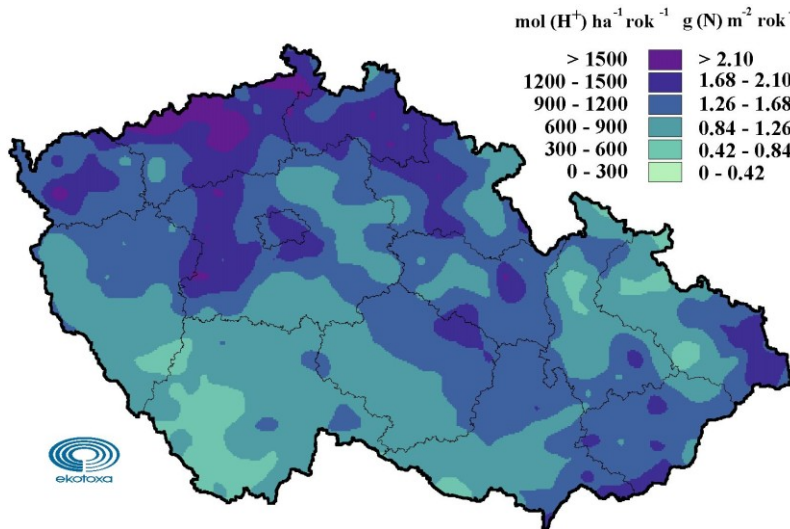 mol (H⁺) ha⁻¹ rok⁻¹ g (N) m⁻² rok⁻
> 1500 > 2.10
1200 - 1500 1.68 - 2.10
900 - 1200 1.26 - 1.68
600 - 900 0.84 - 1.26
300 - 600 0.42 - 0.84
0 - 300 0 - 0.42
ekotoxa